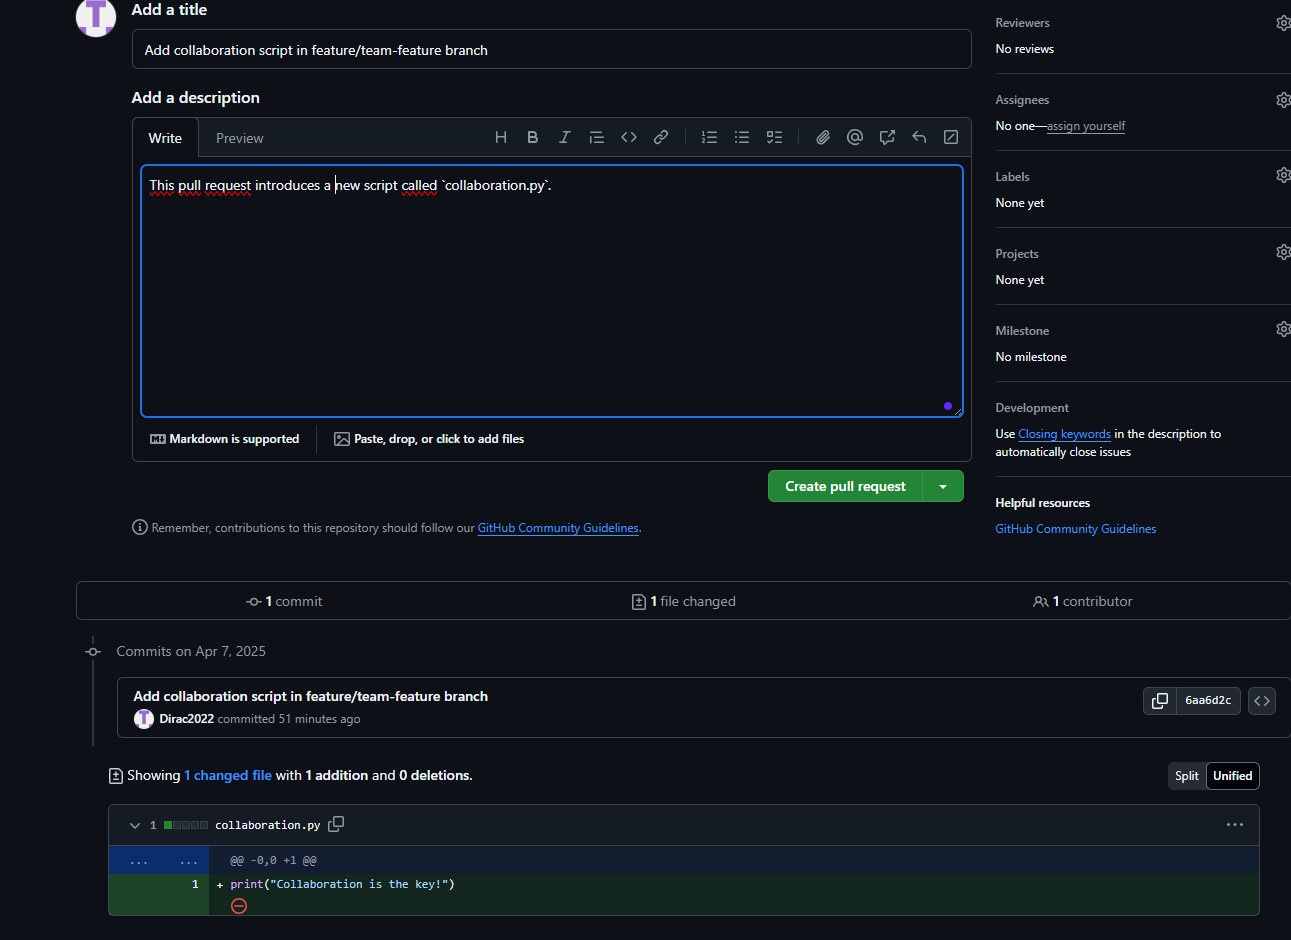 Add a title
Add collaboration script in feature/team-feature branch
Add a description
Write Preview
This pull request introduces a new script called `collaboration.py`.
Markdown is supported
Paste, drop, or click to add files
Create pull request
Remember, contributions to this repository should follow our GitHub Community Guidelines.
Reviewers
No reviews
Assignees
No one—assign yourself
Labels
None yet
Projects
None yet
Milestone
No milestone
Development
Use Closing keywords in the description to
automatically close issues
Helpful resources
GitHub Community Guidelines
1 commit
1 file changed
1 contributor
Commits on Apr 7, 2025
Add collaboration script in feature/team-feature branch
Dirac2022 committed 51 minutes ago
6aa6d2c
Showing 1 changed file with 1 addition and 0 deletions.
Split Unified
1 collaboration.py
... ... @@ -0,0 +1 @@
1 + print("Collaboration is the key!")